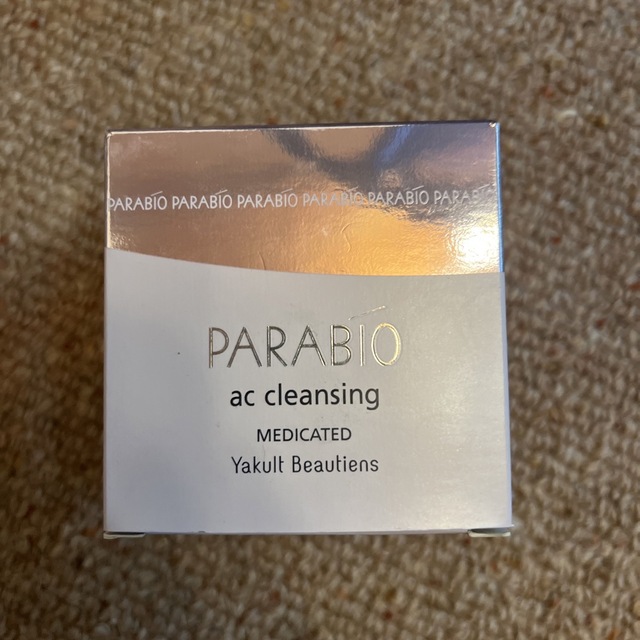 PARABIO PARABIO PARABIO PARABIO PARABIO PARABIO
PARABIO
ac cleansing
MEDICATED
Yakult Beautiens